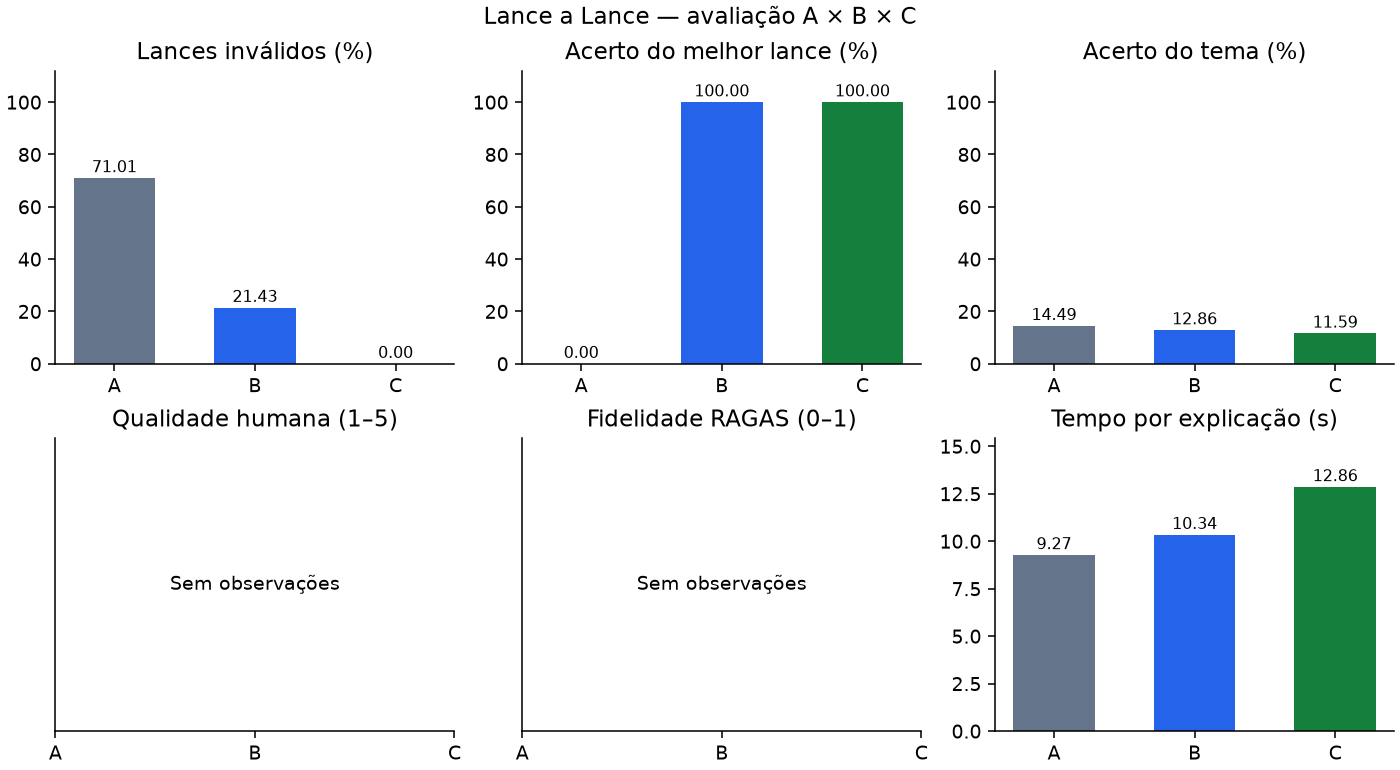 Lance a Lance — avaliação A × B × C
Lances inválidos (%)
100
80
60
40
20
0
71.01
21.43
0.00
A B C
Acerto do melhor lance (%)
100
80
60
40
20
0
0.00
100.00
100.00
A B C
Acerto do tema (%)
100
80
60
40
20
0
14.49
12.86
11.59
A B C
Qualidade humana (1–5)
Sem observações
A B C
Fidelidade RAGAS (0–1)
Sem observações
A B C
Tempo por explicação (s)
15.0
12.5
10.0
7.5
5.0
2.5
0.0
9.27
10.34
12.86
A B C